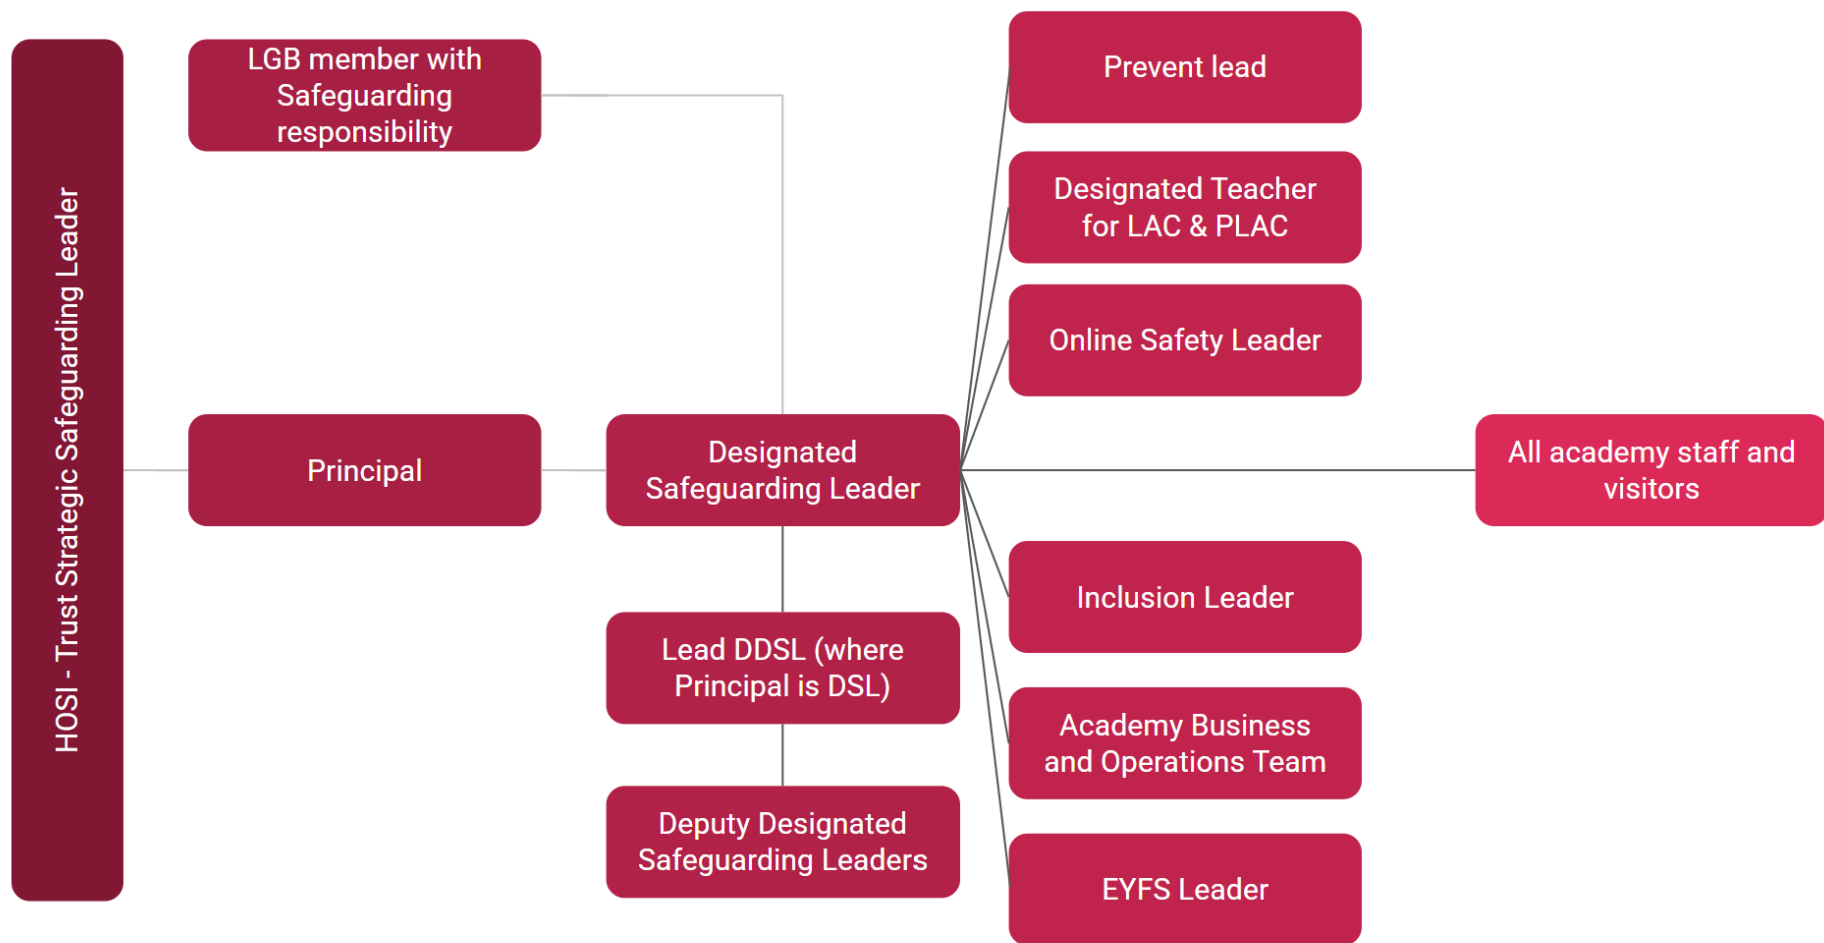 HOSI - Trust Strategic Safeguarding Leader
LGB member with
Safeguarding
responsibility
Principal
Designated
Safeguarding Leader
Lead DDSL (where
Principal is DSL)
Deputy Designated
Safeguarding Leaders
Prevent lead
Designated Teacher
for LAC & PLAC
Online Safety Leader
Inclusion Leader
Academy Business
and Operations Team
EYFS Leader
All academy staff and
visitors